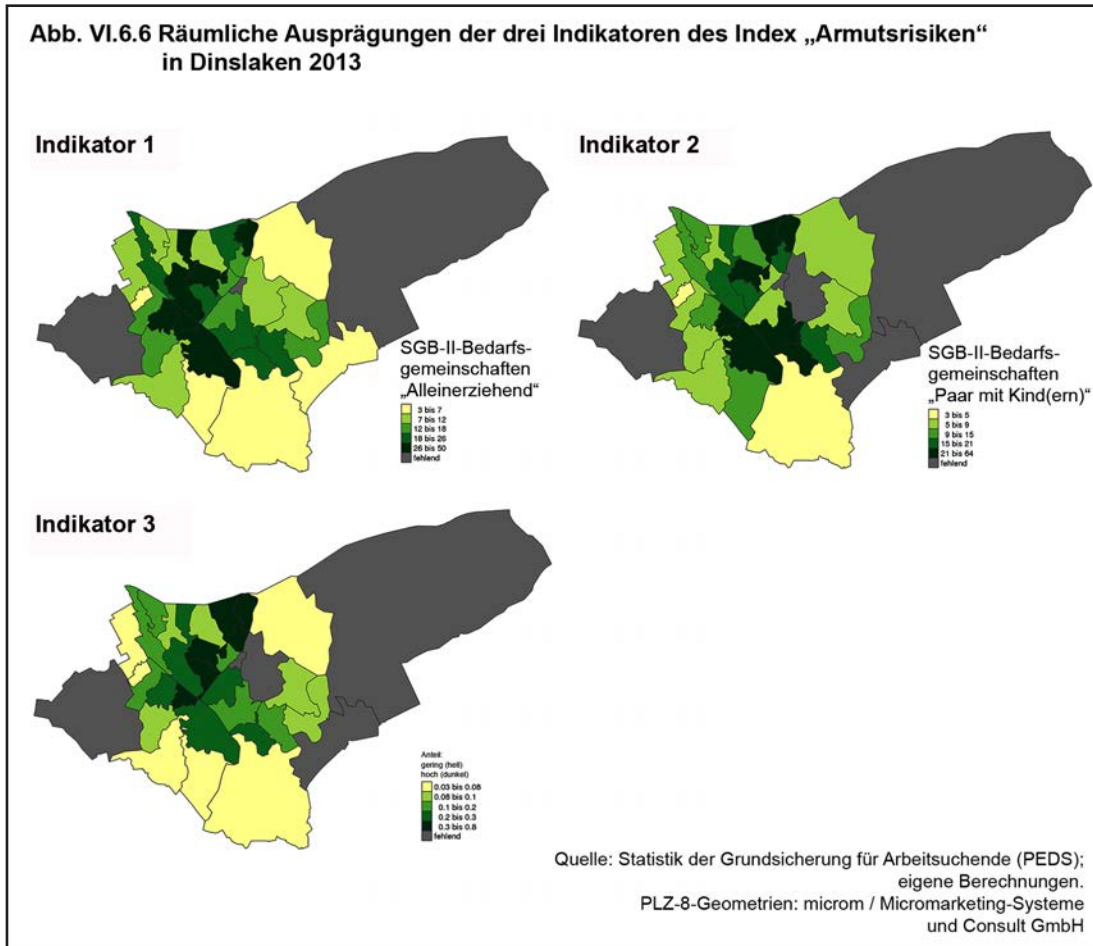 Abb. VI.6.6 Räumliche Ausprägungen der drei Indikatoren des Index „Armutsrisiken“
in Dinslaken 2013
Indikator 1
SGB-II-Bedarfs-
gemeinschaften
„Alleinerziehend“
3 bis 7
7 bis 12
12 bis 18
18 bis 26
26 bis 50
fehlend
Indikator 2
SGB-II-Bedarfs-
gemeinschaften
„Paar mit Kind(ern)“
3 bis 5
5 bis 9
9 bis 15
15 bis 21
21 bis 64
fehlend
Indikator 3
Anteil:
gering (hell)
hoch (dunkel)
0.03 bis 0.08
0.08 bis 0.1
0.1 bis 0.2
0.2 bis 0.3
0.3 bis 0.8
fehlend
Quelle: Statistik der Grundsicherung für Arbeitsuchende (PEDS);
eigene Berechnungen.
PLZ-8-Geometrien: microm / Micromarketing-Systeme
und Consult GmbH